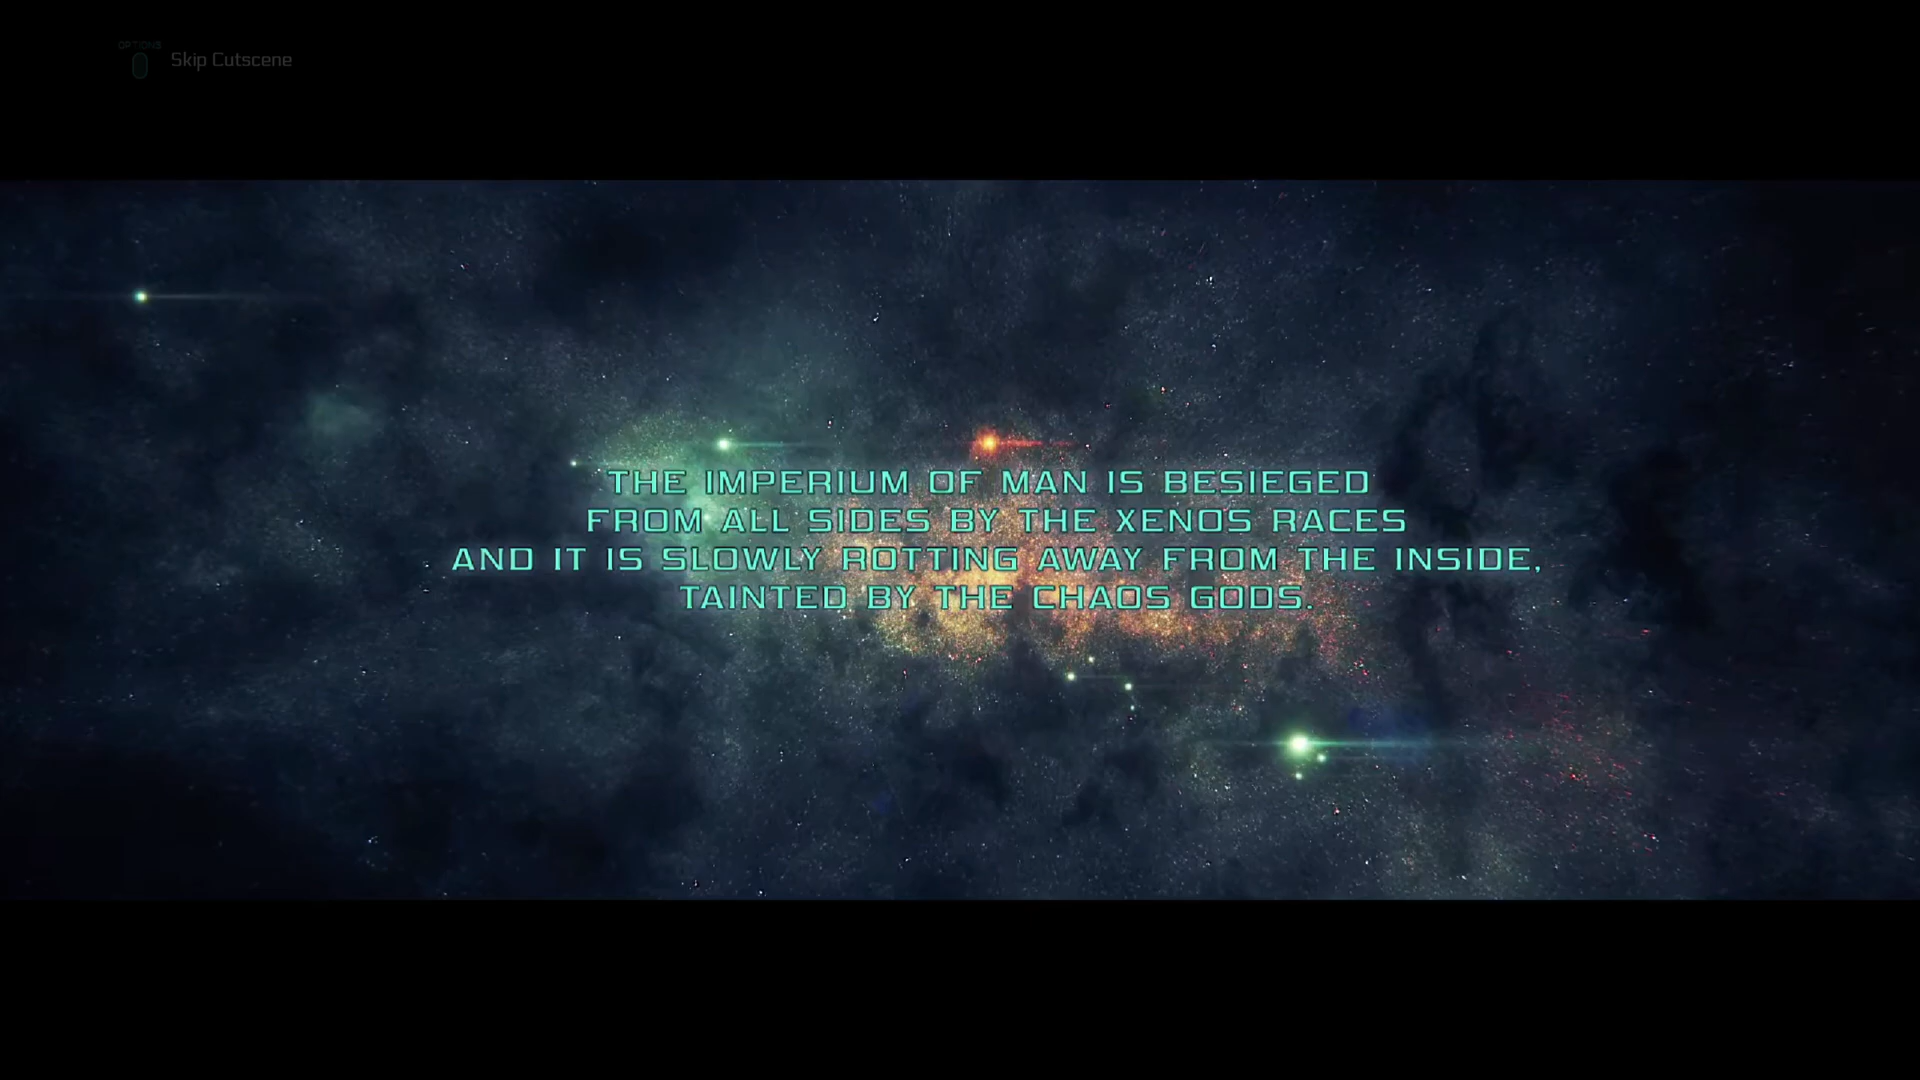 OPTIONS
Skip Cutscene
THE IMPERIUM OF MAN IS BESIEGED
FROM ALL SIDES BY THE XENOS RACES
AND IT IS SLOWLY ROTTING AWAY FROM THE INSIDE,
TAINTED BY THE CHAOS GODS.